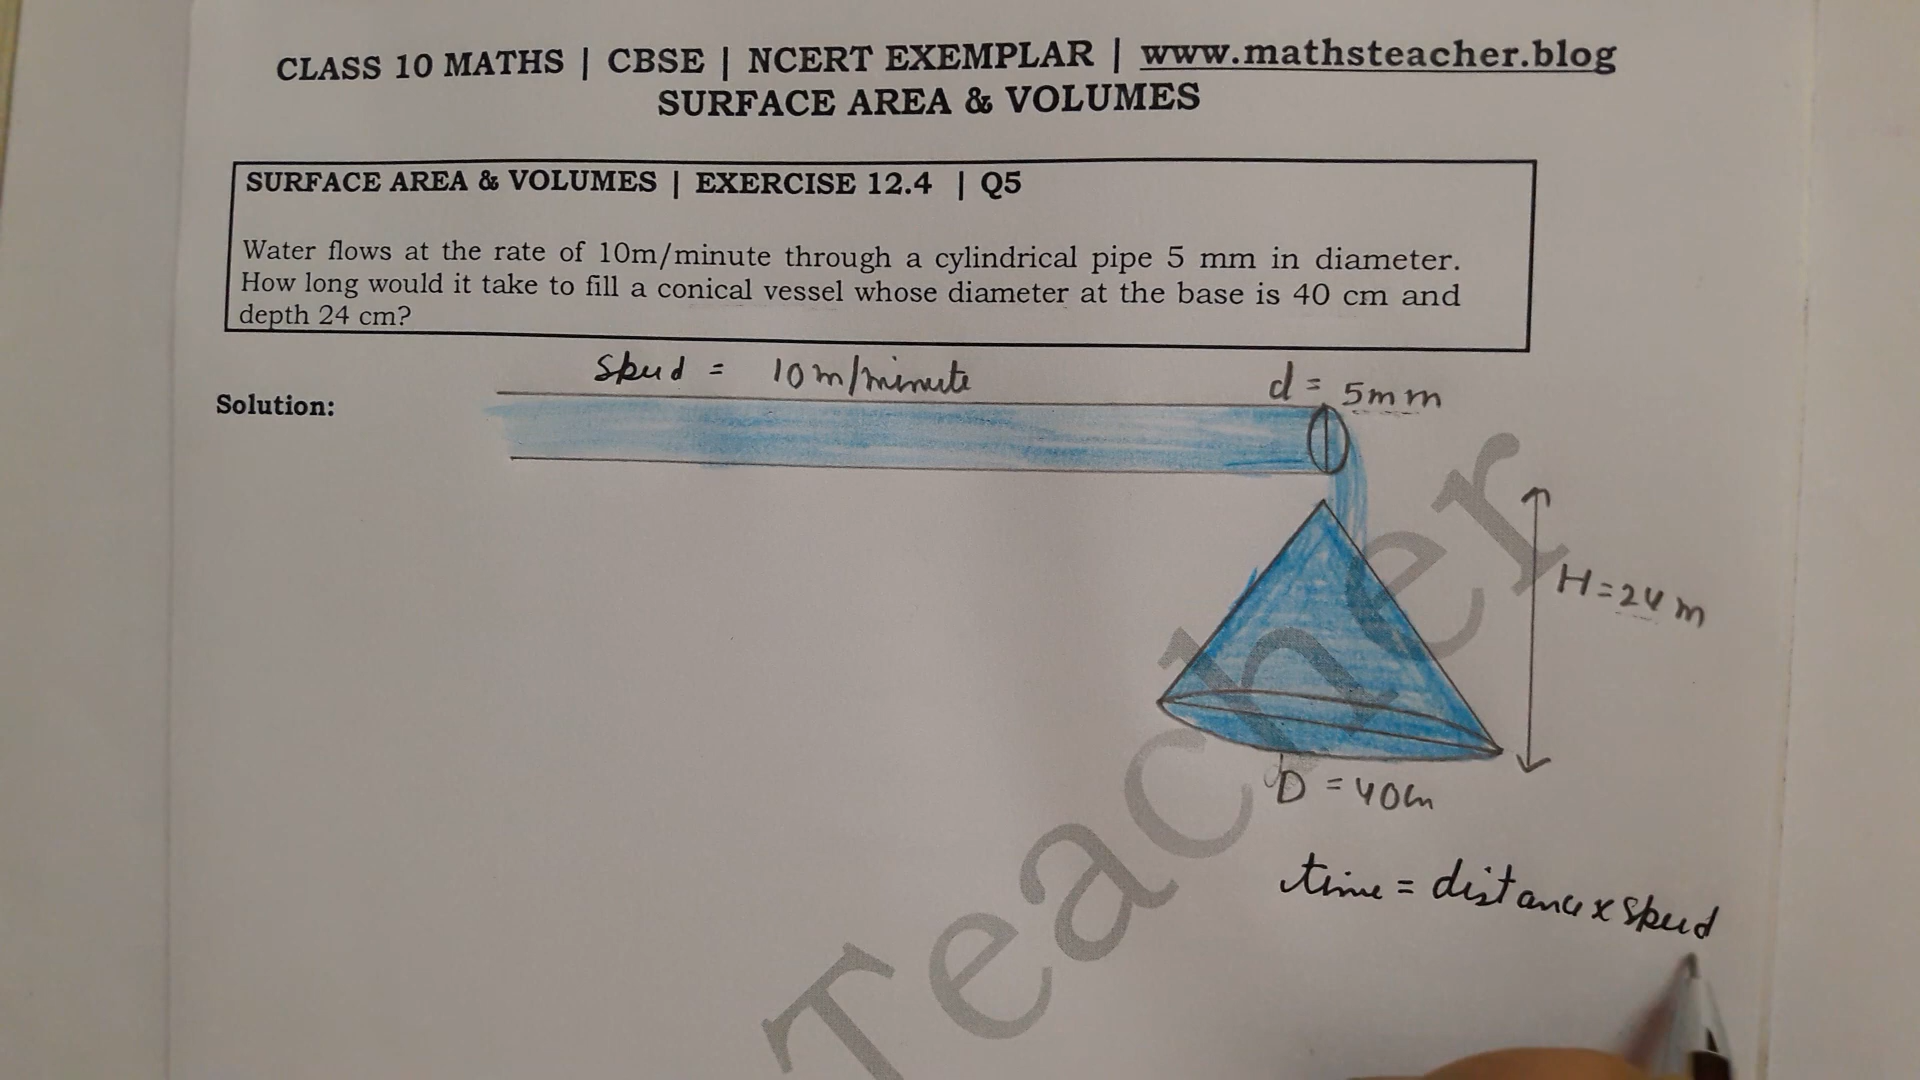 CLASS 10 MATHS | CBSE | NCERT EXEMPLAR | www.mathsteacher.blog
SURFACE AREA & VOLUMES
SURFACE AREA & VOLUMES | EXERCISE 12.4 | Q5
Water flows at the rate of 10m/minute through a cylindrical pipe 5 mm in diameter.
How long would it take to fill a conical vessel whose diameter at the base is 40 cm and
depth 24 cm?
Speed = 10m/minute
d = 5mm
Solution:
H=24m
D = 40cm
time = distance x speed
Teacher